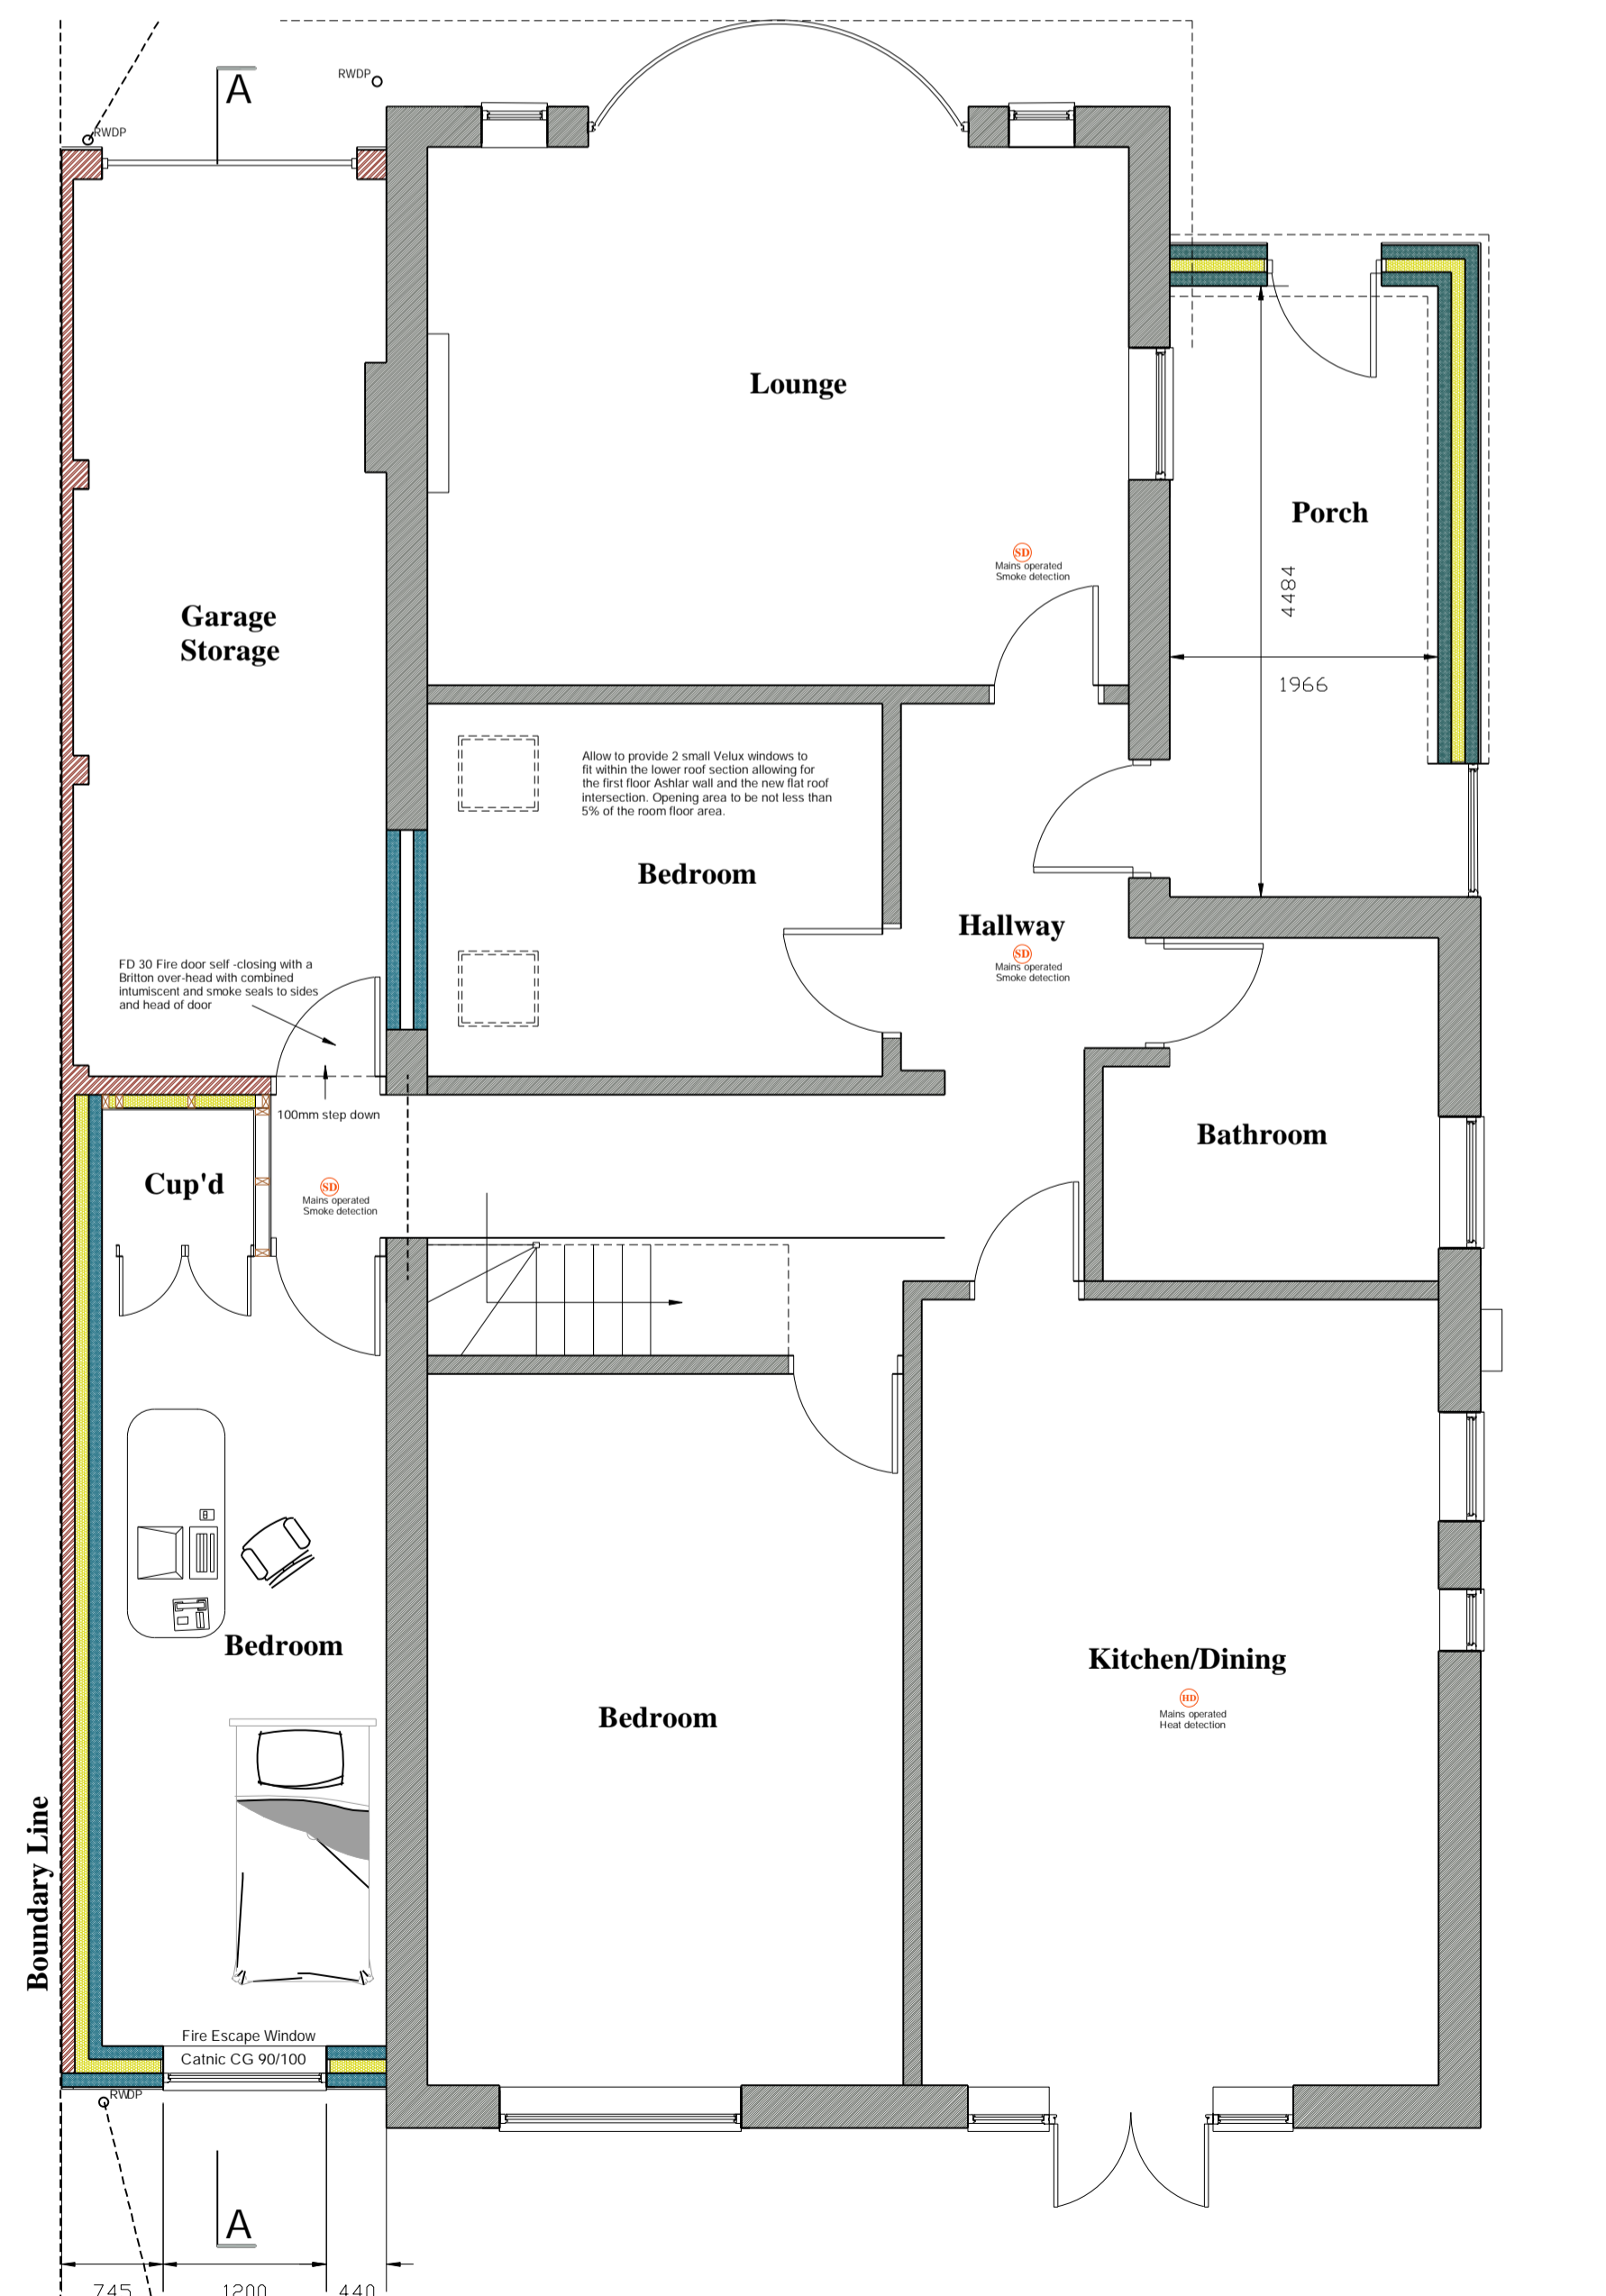 A
RWDP
RWDP
Lounge
Porch
SD
Mains operated
Smoke detection
4484
1966
Garage
Storage
Allow to provide 2 small Velux windows to
fit within the lower roof section allowing for
the first floor Ashlar wall and the new flat roof
intersection. Opening area to be not less than
5% of the room floor area.
Bedroom
Hallway
SD
Mains operated
Smoke detection
FD 30 Fire door self -closing with a
Britton over-head with combined
intumiscent and smoke seals to sides
and head of door
100mm step down
Bathroom
Cup'd
SD
Mains operated
Smoke detection
Bedroom
Kitchen/Dining
HD
Mains operated
Heat detection
Bedroom
Boundary Line
Fire Escape Window
Catnic CG 90/100
RWDP
A
745
1200
440